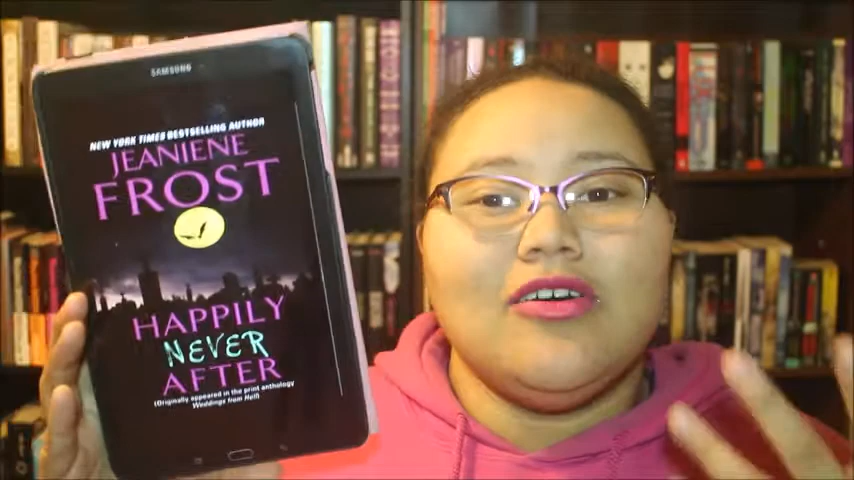 SAMSUNG
NEW YORK TIMES BESTSELLING AUTHOR
JEANIENE
FROST
HAPPILY
NEVER
AFTER
(Originally appeared in the print anthology
Weddings from Hell)